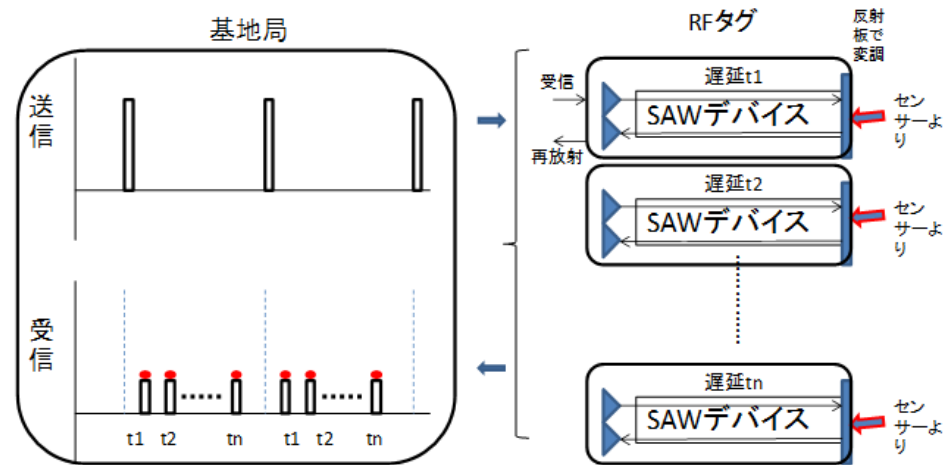 基地局
送信
受信
t1 t2 tn t1 t2 tn
RFタグ
反射
板で
変調
受信
再放射
遅延t1
SAWデバイス
セン
サーよ
り
遅延t2
SAWデバイス
セン
サーよ
り
遅延tn
SAWデバイス
セン
サーよ
り